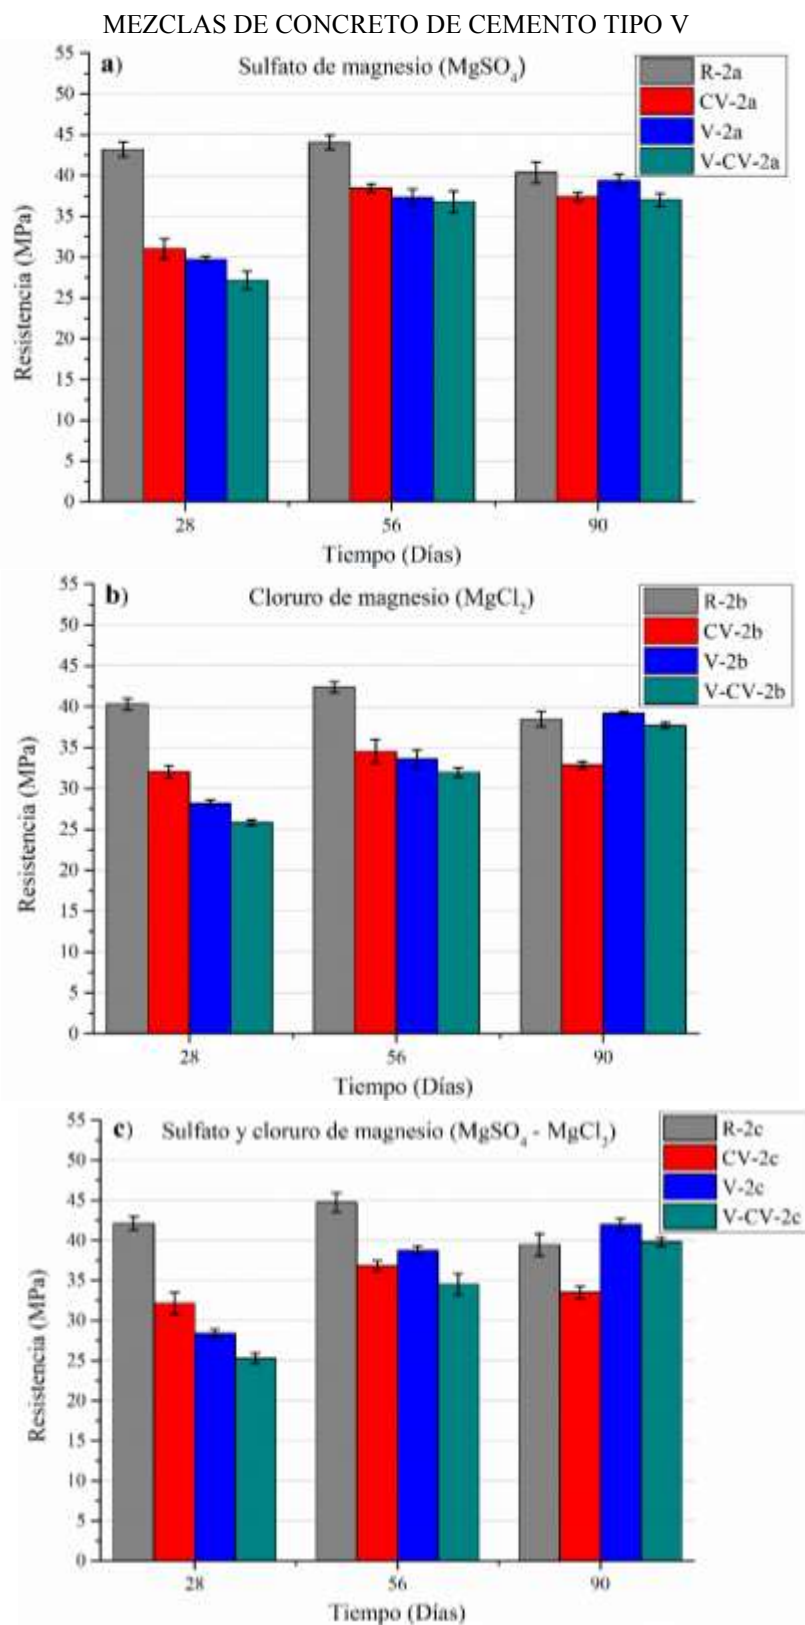 MEZCLAS DE CONCRETO DE CEMENTO TIPO V
a) Sulfato de magnesio (MgSO4)
R-2a
CV-2a
V-2a
V-CV-2a
Resistencia (MPa)
55
50
45
40
35
30
25
20
15
10
5
0
28 56 90
Tiempo (Días)
b) Cloruro de magnesio (MgCl2)
R-2b
CV-2b
V-2b
V-CV-2b
Resistencia (MPa)
55
50
45
40
35
30
25
20
15
10
5
0
28 56 90
Tiempo (Días)
c) Sulfato y cloruro de magnesio (MgSO4 - MgCl2)
R-2c
CV-2c
V-2c
V-CV-2c
Resistencia (MPa)
55
50
45
40
35
30
25
20
15
10
5
0
28 56 90
Tiempo (Días)